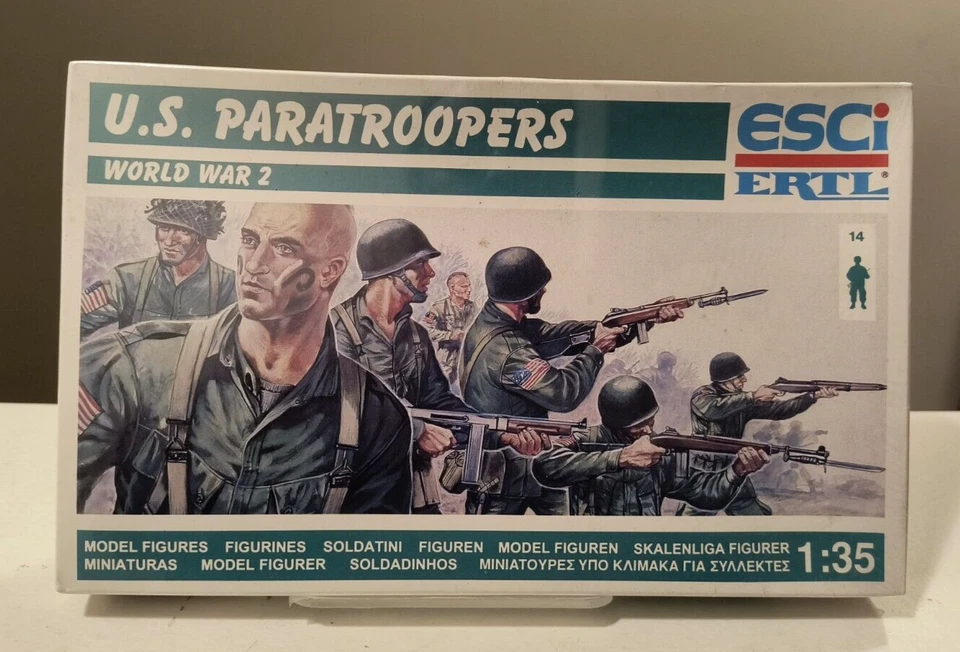 U.S. PARATROOPERS
WORLD WAR 2
ESCi
ERTL®
14
MODEL FIGURES FIGURINES SOLDATINI FIGUREN MODEL FIGUREN SKALENLIGA FIGURER
MINIATURAS MODEL FIGURER SOLDADINHOS ΜΙΝΙΑΤΟΥΡΕΣ ΥΠΟ ΚΛΙΜΑΚΑ ΓΙΑ ΣΥΛΛΕΚΤΕΣ
1:35